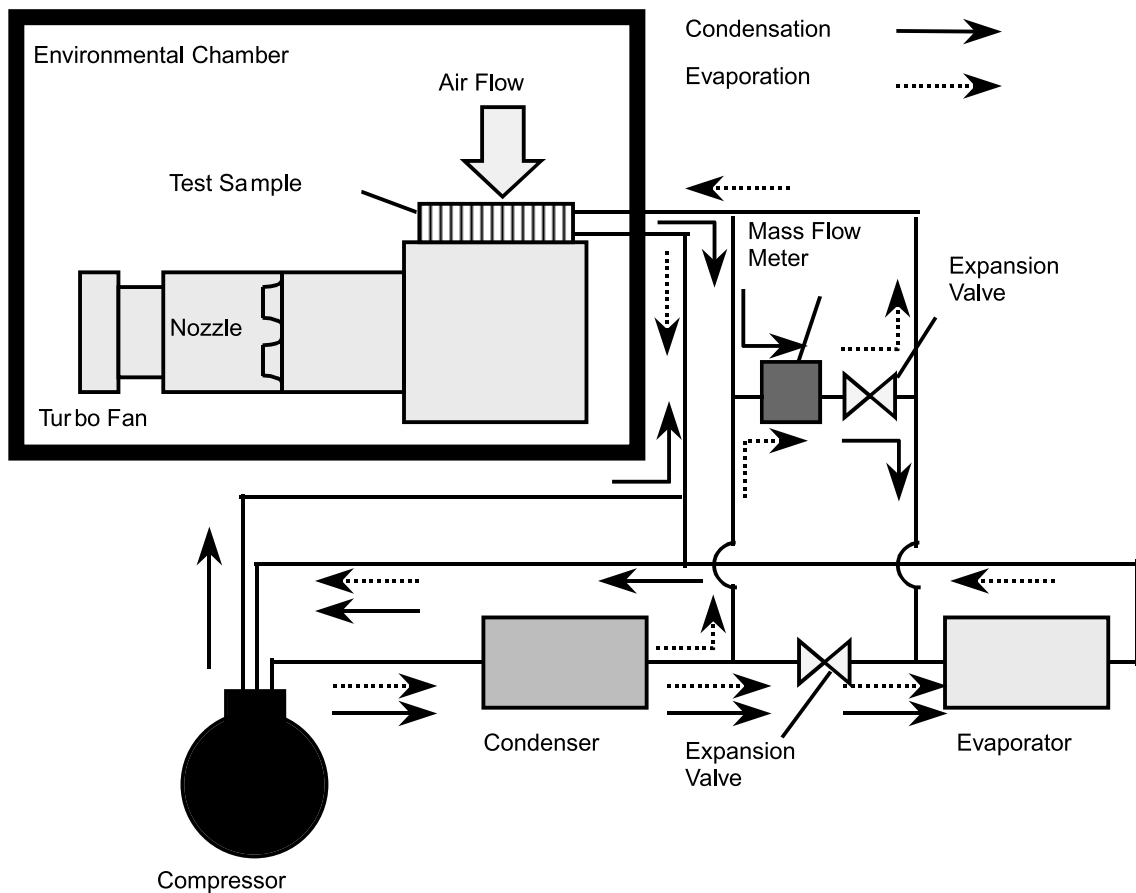 Condensation
Environmental Chamber
Evaporation
Air Flow
Test Sample
Mass Flow
Meter
Expansion
Valve
Nozzle
Turbo Fan
Condenser
Expansion
Valve
Evaporator
Compressor